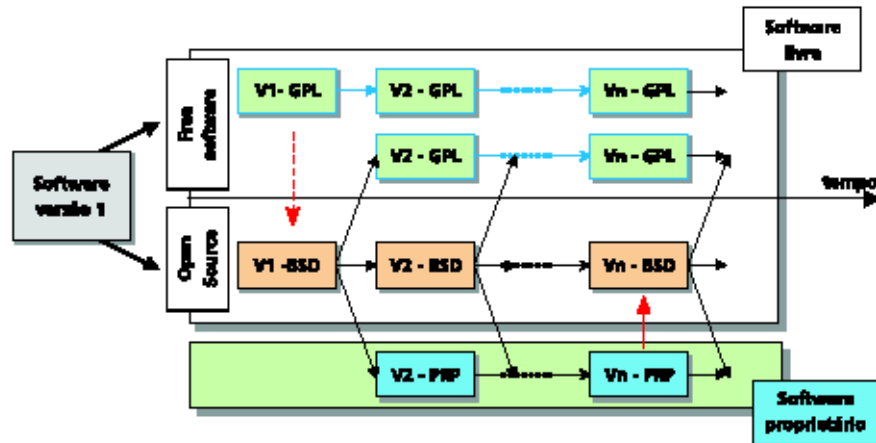 Software
livre
Free
software
V1- GPL
V2 - GPL
Vn - GPL
V2 - GPL
Vn - GPL
Software
versão 1
tempo
Open
Source
V1 -BSD
V2 - BSD
Vn - BSD
V2 - PRP
Vn - PRP
Software
proprietário